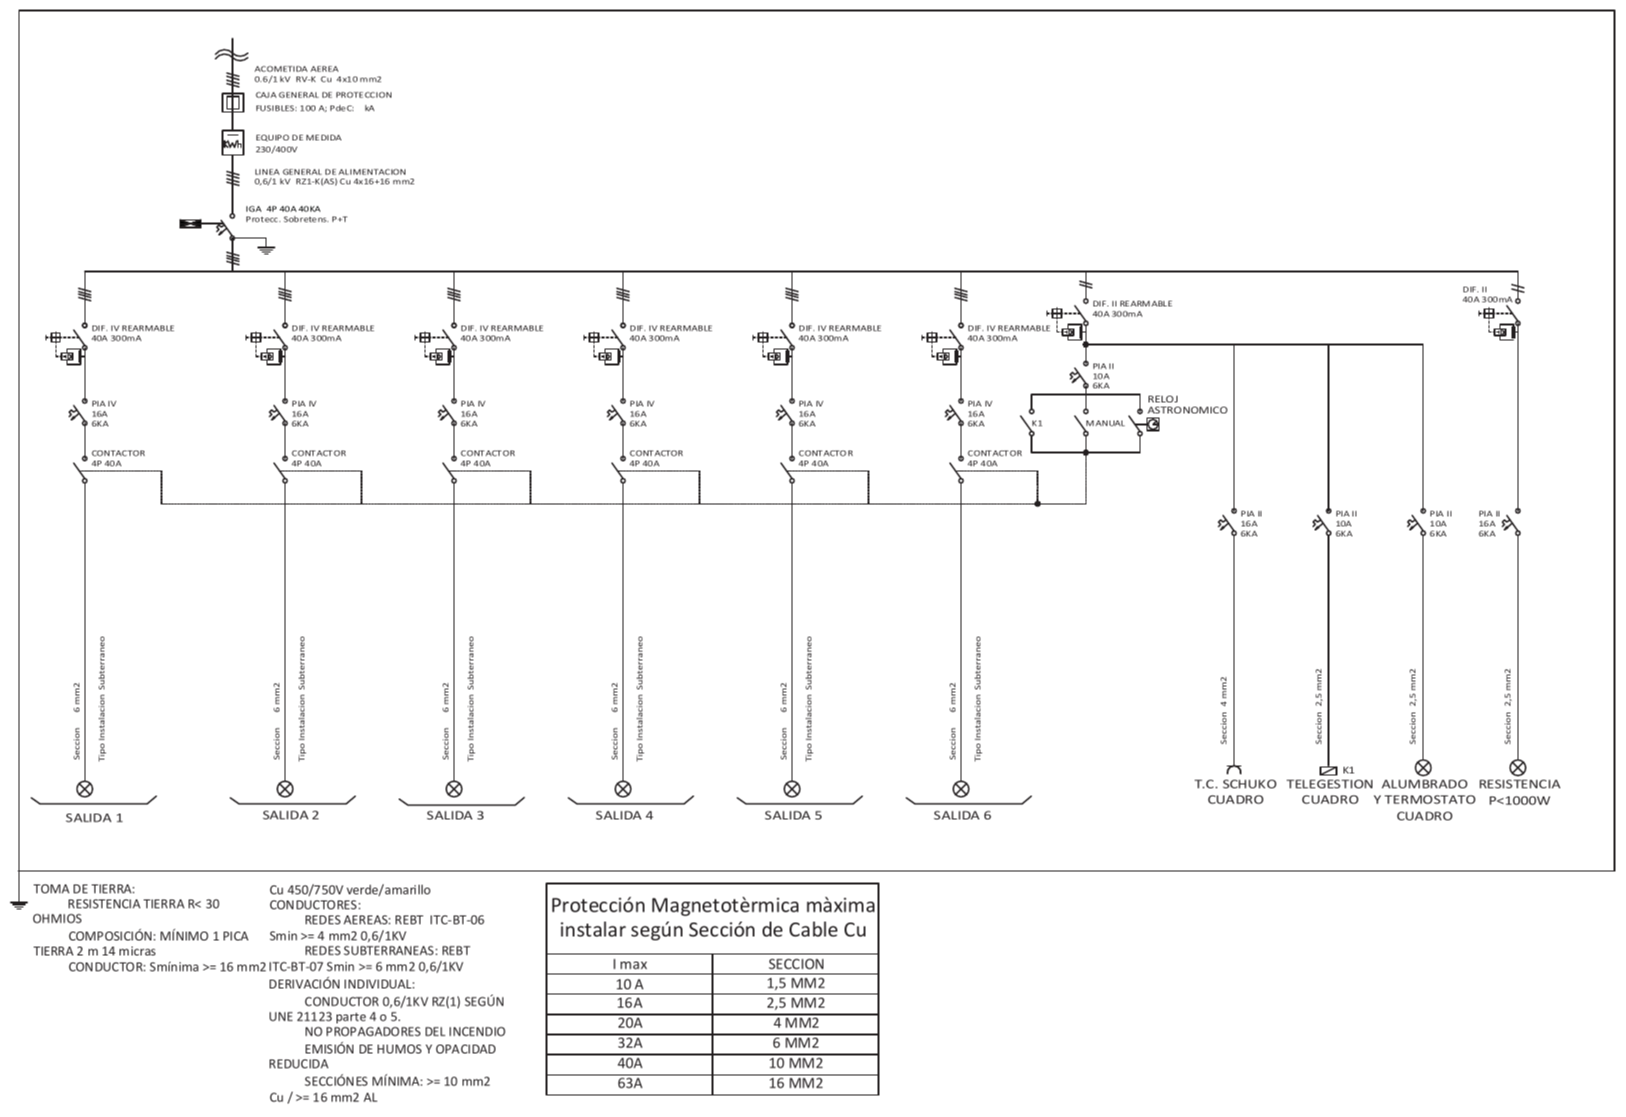 ACOMETIDA AEREA
0.6/1 kV RV-K Cu 4x10 mm2
CAJA GENERAL DE PROTECCION
FUSIBLES: 100 A; PdeC: kA
KWh
EQUIPO DE MEDIDA
230/400V
LINEA GENERAL DE ALIMENTACION
0,6/1 kV RZ1-K(AS) Cu 4x16+16 mm2
IGA 4P 40A 40KA
Protecc. Sobretens. P+T
DIF. IV REARMABLE
40A 300mA
PIA IV
16A
6KA
CONTACTOR
4P 40A
Seccion 6 mm2
Tipo Instalacion Subterraneo
SALIDA 1
DIF. IV REARMABLE
40A 300mA
PIA IV
16A
6KA
CONTACTOR
4P 40A
Seccion 6 mm2
Tipo Instalacion Subterraneo
SALIDA 2
DIF. IV REARMABLE
40A 300mA
PIA IV
16A
6KA
CONTACTOR
4P 40A
Seccion 6 mm2
Tipo Instalacion Subterraneo
SALIDA 3
DIF. IV REARMABLE
40A 300mA
PIA IV
16A
6KA
CONTACTOR
4P 40A
Seccion 6 mm2
Tipo Instalacion Subterraneo
SALIDA 4
DIF. IV REARMABLE
40A 300mA
PIA IV
16A
6KA
CONTACTOR
4P 40A
Seccion 6 mm2
Tipo Instalacion Subterraneo
SALIDA 5
DIF. IV REARMABLE
40A 300mA
PIA IV
16A
6KA
CONTACTOR
4P 40A
Seccion 6 mm2
Tipo Instalacion Subterraneo
SALIDA 6
DIF. II REARMABLE
40A 300mA
PIA II
10A
6KA
K1
MANUAL
RELOJ
ASTRONOMICO
PIA II
16A
6KA
Seccion 4 mm2
T.C. SCHUKO
CUADRO
PIA II
10A
6KA
Seccion 2,5 mm2
K1
TELEGESTION
CUADRO
PIA II
10A
6KA
Seccion 2,5 mm2
ALUMBRADO
Y TERMOSTATO
CUADRO
DIF. II
40A 300mA
PIA II
16A
6KA
Seccion 2,5 mm2
RESISTENCIA
P<1000W
TOMA DE TIERRA:
RESISTENCIA TIERRA R< 30
OHMIOS
COMPOSICIÓN: MÍNIMO 1 PICA
TIERRA 2 m 14 micras
CONDUCTOR: Smínima >= 16 mm2
Cu 450/750V verde/amarillo
CONDUCTORES:
REDES AEREAS: REBT ITC-BT-06
Smin >= 4 mm2 0,6/1KV
REDES SUBTERRANEAS: REBT
ITC-BT-07 Smin >= 6 mm2 0,6/1KV
DERIVACIÓN INDIVIDUAL:
CONDUCTOR 0,6/1KV RZ(1) SEGÚN
UNE 21123 parte 4 o 5.
NO PROPAGADORES DEL INCENDIO
EMISIÓN DE HUMOS Y OPACIDAD
REDUCIDA
SECCIÓNES MÍNIMA: >= 10 mm2
Cu / >= 16 mm2 AL
Protección Magnetotèrmica màxima
instalar según Sección de Cable Cu
I max SECCION
10 A 1,5 MM2
16A 2,5 MM2
20A 4 MM2
32A 6 MM2
40A 10 MM2
63A 16 MM2